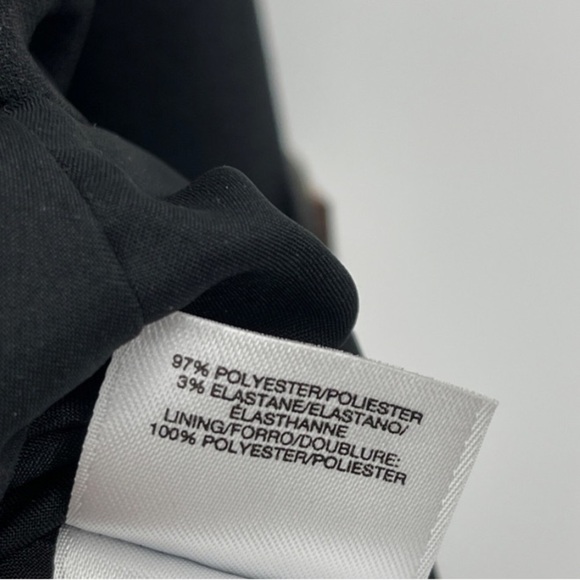 97% POLYESTER/POLIESTER
3% ELASTANE/ELASTANO/
ÉLASTHANNE
LINING/FORRO/DOUBLURE:
100% POLYESTER/POLIESTER